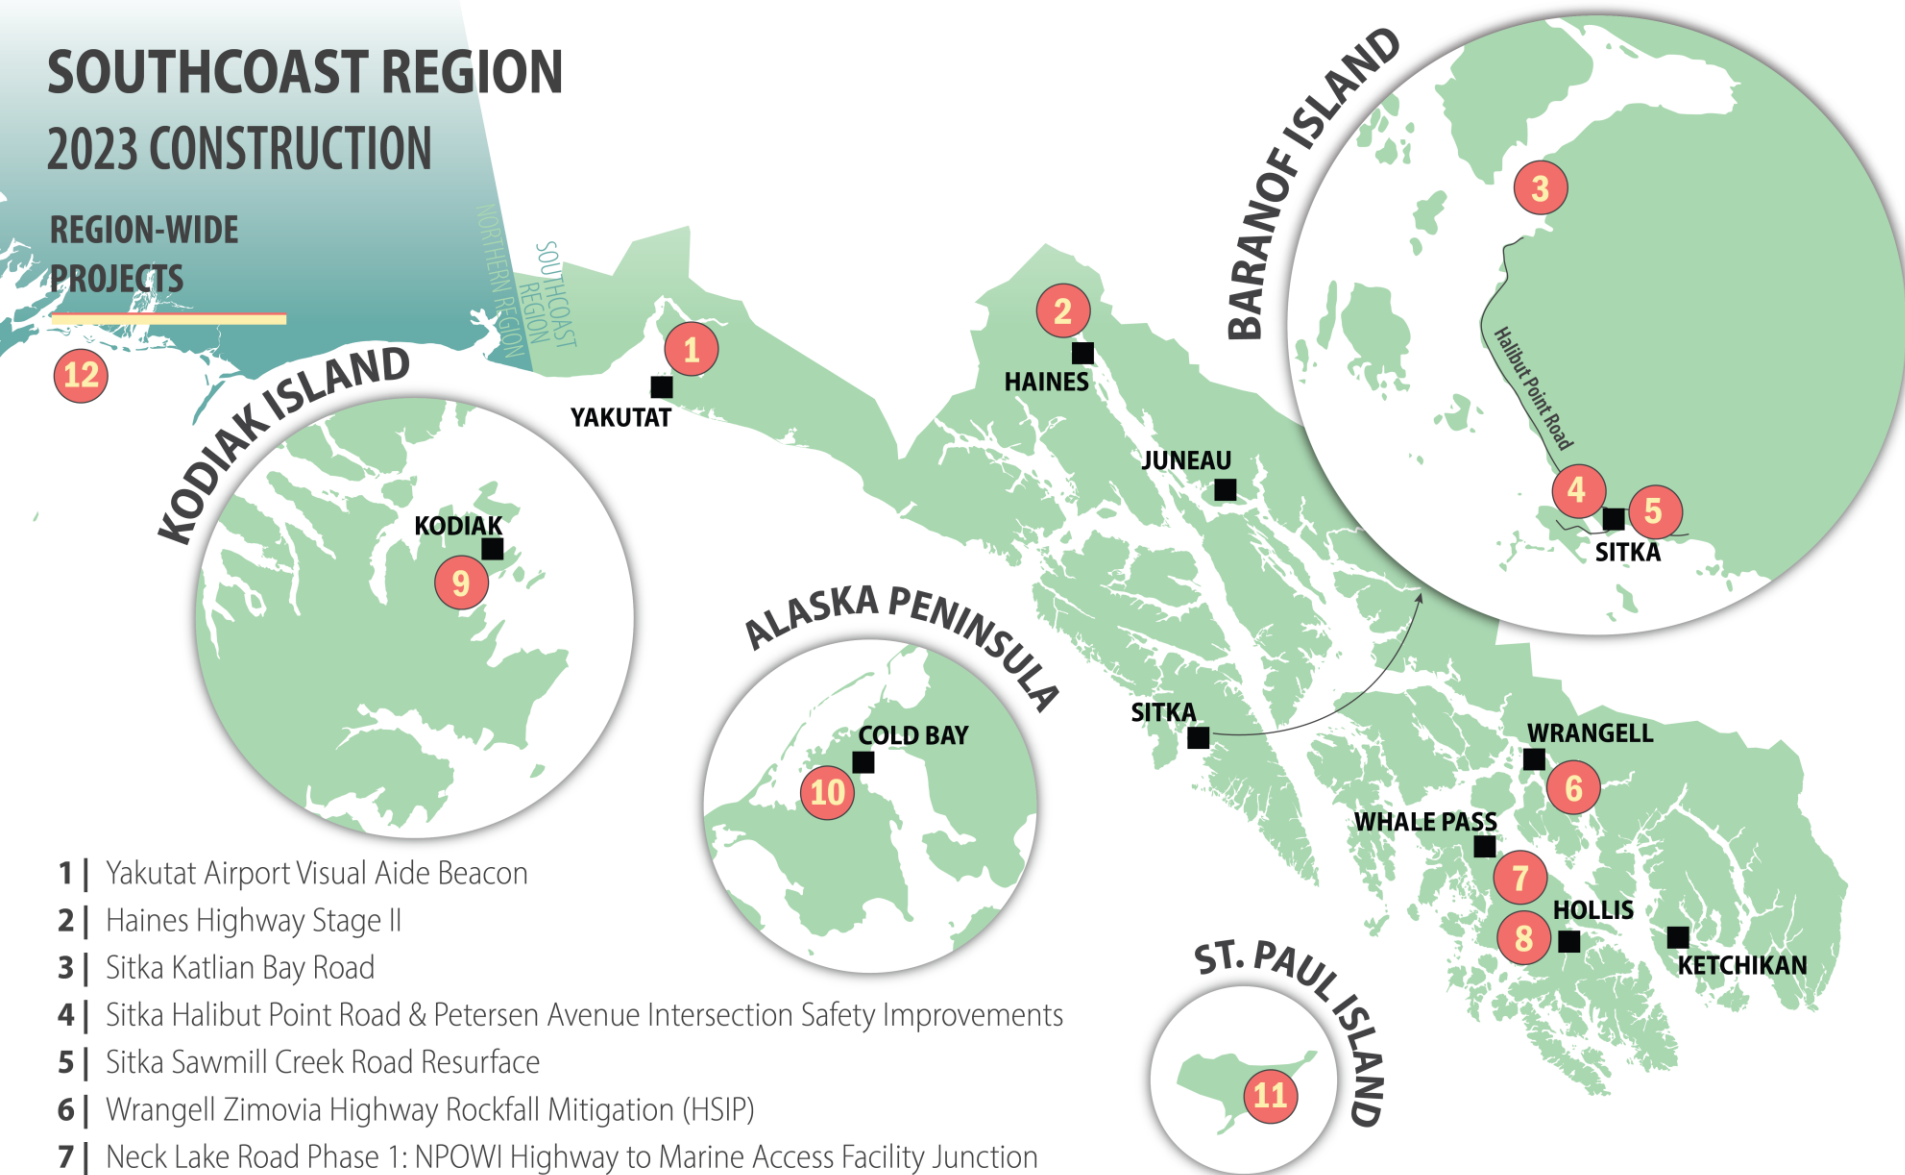 SOUTHCOAST REGION
2023 CONSTRUCTION
REGION-WIDE
PROJECTS
12
NORTHERN REGION
SOUTHCOAST
REGION
1
YAKUTAT
2
HAINES
JUNEAU
SITKA
WRANGELL
6
WHALE PASS
7
HOLLIS
8
KETCHIKAN
BARANOF ISLAND
3
Halibut Point Road
4
5
SITKA
KODIAK ISLAND
KODIAK
9
ALASKA PENINSULA
COLD BAY
10
ST. PAUL ISLAND
11
1 | Yakutat Airport Visual Aide Beacon
2 | Haines Highway Stage II
3 | Sitka Katlian Bay Road
4 | Sitka Halibut Point Road & Petersen Avenue Intersection Safety Improvements
5 | Sitka Sawmill Creek Road Resurface
6 | Wrangell Zimovia Highway Rockfall Mitigation (HSIP)
7 | Neck Lake Road Phase 1: NPOWI Highway to Marine Access Facility Junction